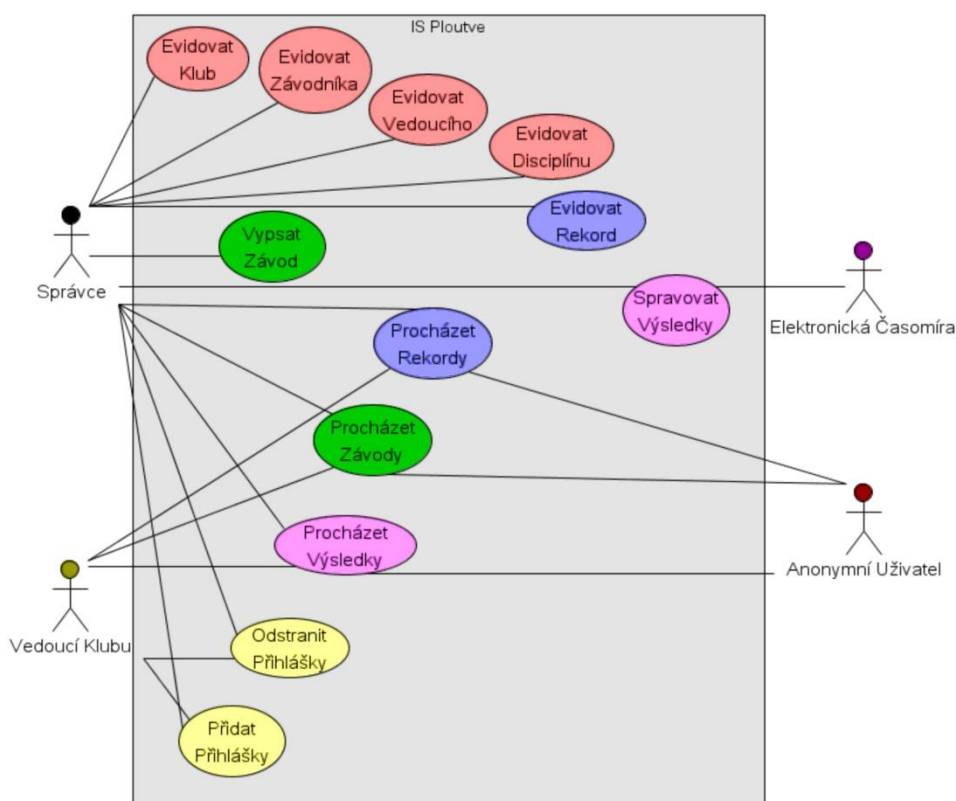 IS Ploutve
Evidovat
Klub
Evidovat
Závodníka
Evidovat
Vedoucího
Evidovat
Disciplínu
Evidovat
Rekord
Vypsat
Závod
Správce
Spravovat
Výsledky
Elektronická Časomíra
Procházet
Rekordy
Procházet
Závody
Procházet
Výsledky
Anonymní Uživatel
Vedoucí Klubu
Odstranit
Přihlášky
Přidat
Přihlášky